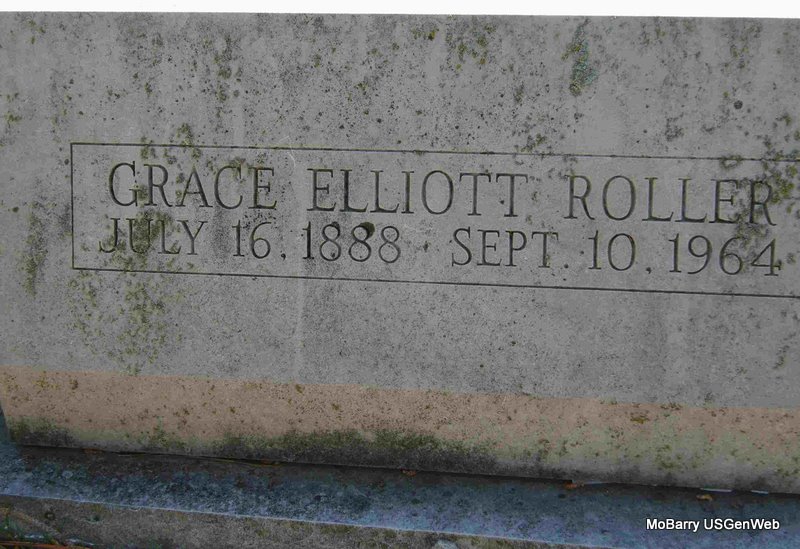 GRACE ELLIOTT ROLLER
JULY 16, 1888 · SEPT. 10, 1964
MoBarry USGenWeb